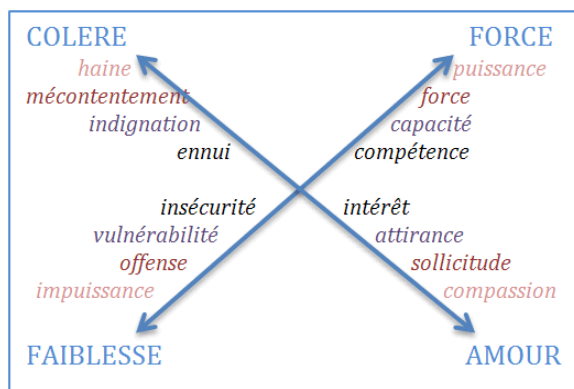 COLERE FORCE
haine puissance
mécontentement force
indignation capacité
ennui compétence
insécurité intérêt
vulnérabilité attirance
offense sollicitude
impuissance compassion
FAIBLESSE AMOUR